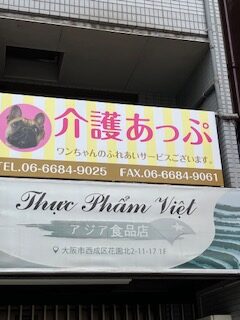 介護あっぷ
ワンちゃんのふれあいサービスございます。
TEL.06-6684-9025 FAX.06-6684-9061
Thực Phẩm Việt
アジア食品店
大阪市西成区花園北2-11-17 1F